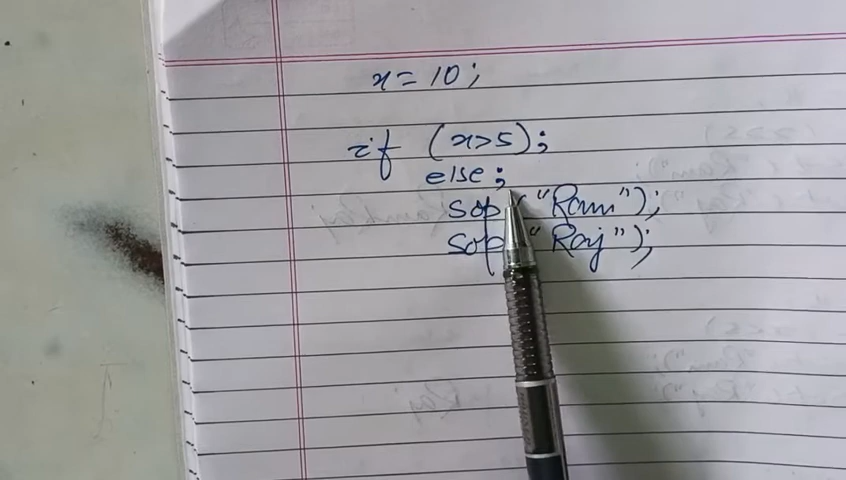 x=10;
if (x>5);
else;
sop("Ram");
sop("Raj");